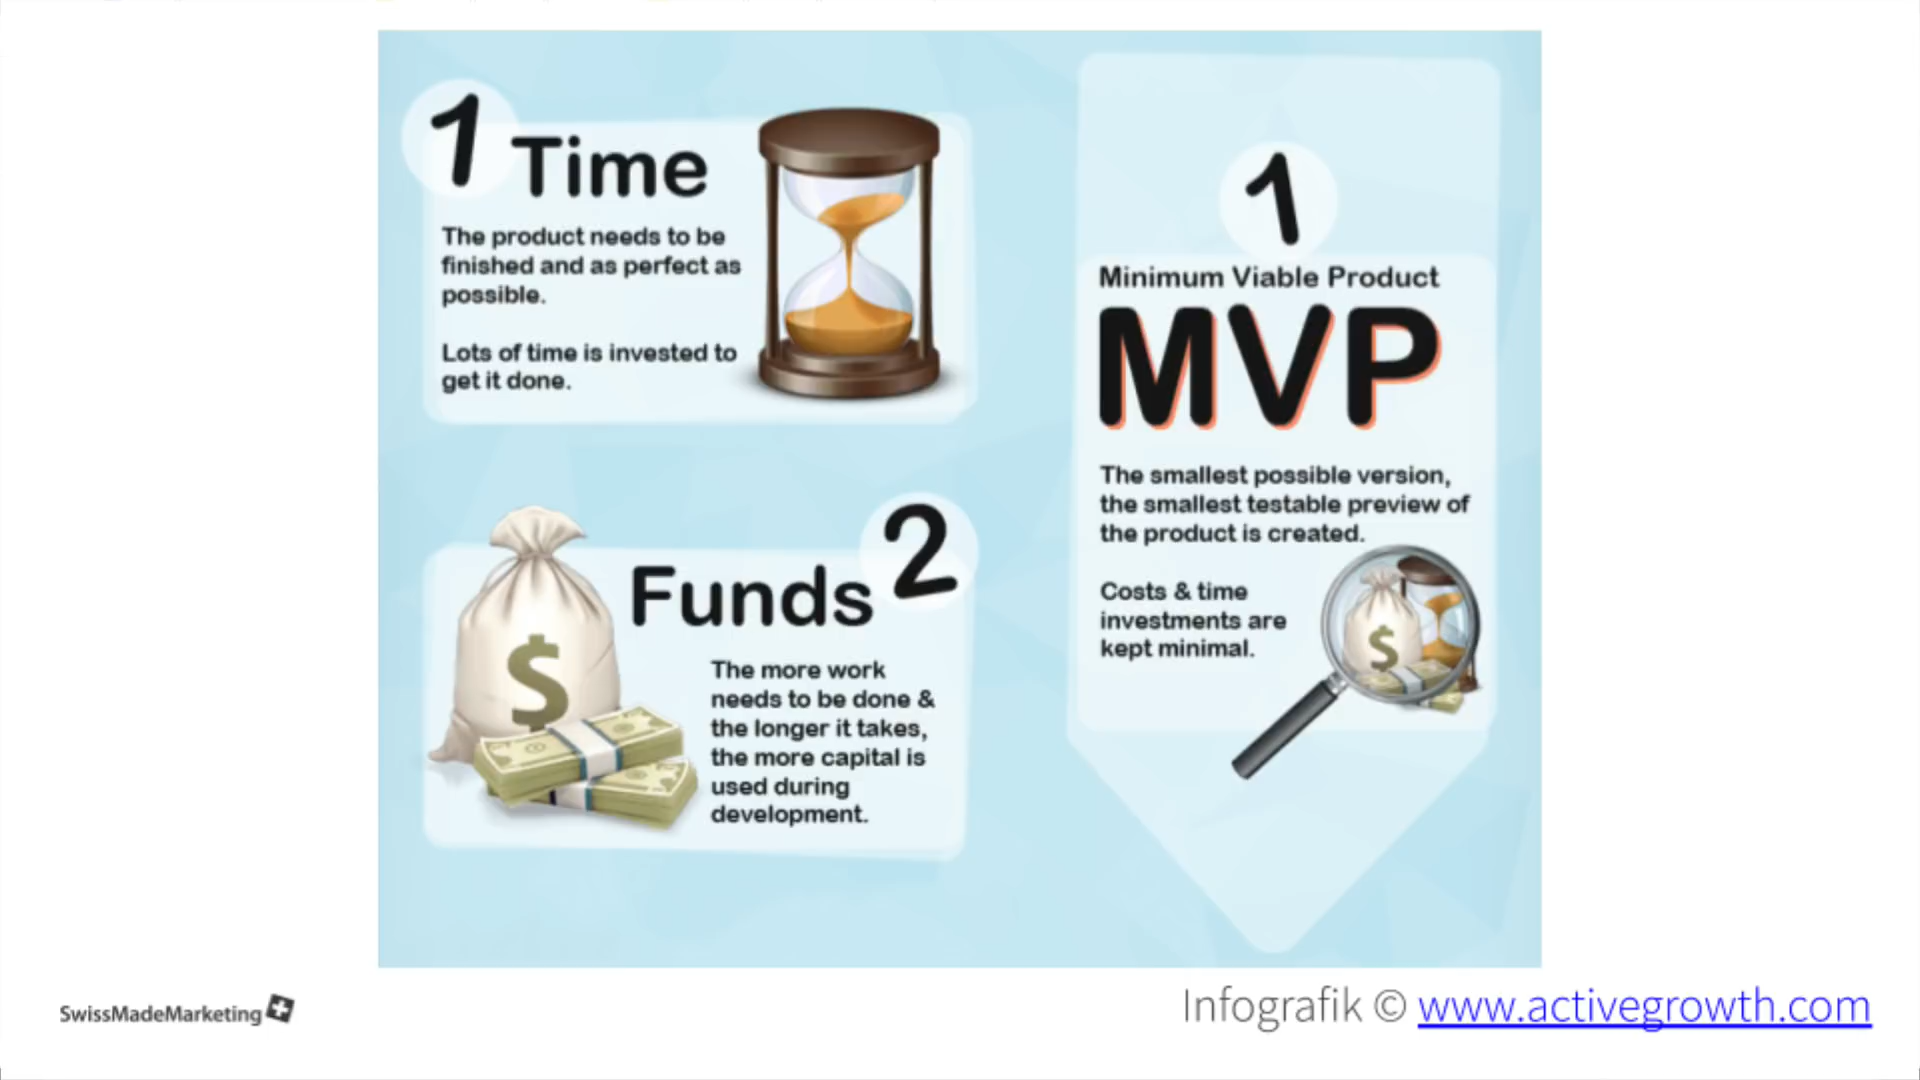 1
Time
The product needs to be
finished and as perfect as
possible.
Lots of time is invested to
get it done.
2
Funds
$
The more work
needs to be done &
the longer it takes,
the more capital is
used during
development.
1
Minimum Viable Product
MVP
The smallest possible version,
the smallest testable preview of
the product is created.
Costs & time
investments are
kept minimal.
$
SwissMadeMarketing
Infografik © www.activegrowth.com